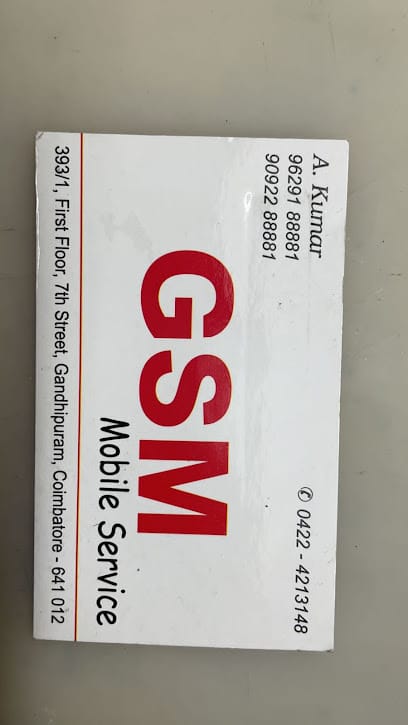 A. Kumar
96291 88881
90922 88881
✆ 0422 - 4213148
GSM
Mobile Service
393/1, First Floor, 7th Street, Gandhipuram, Coimbatore - 641 012